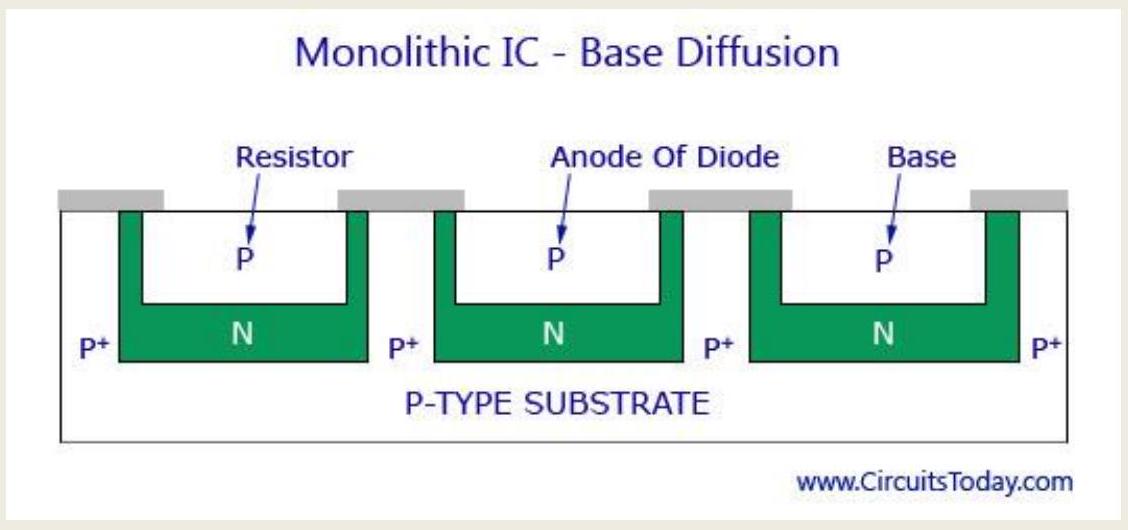 Monolithic IC - Base Diffusion
Resistor Anode Of Diode Base
P P P
N N N
P+ P+ P+ P+
P-TYPE SUBSTRATE
www.CircuitsToday.com